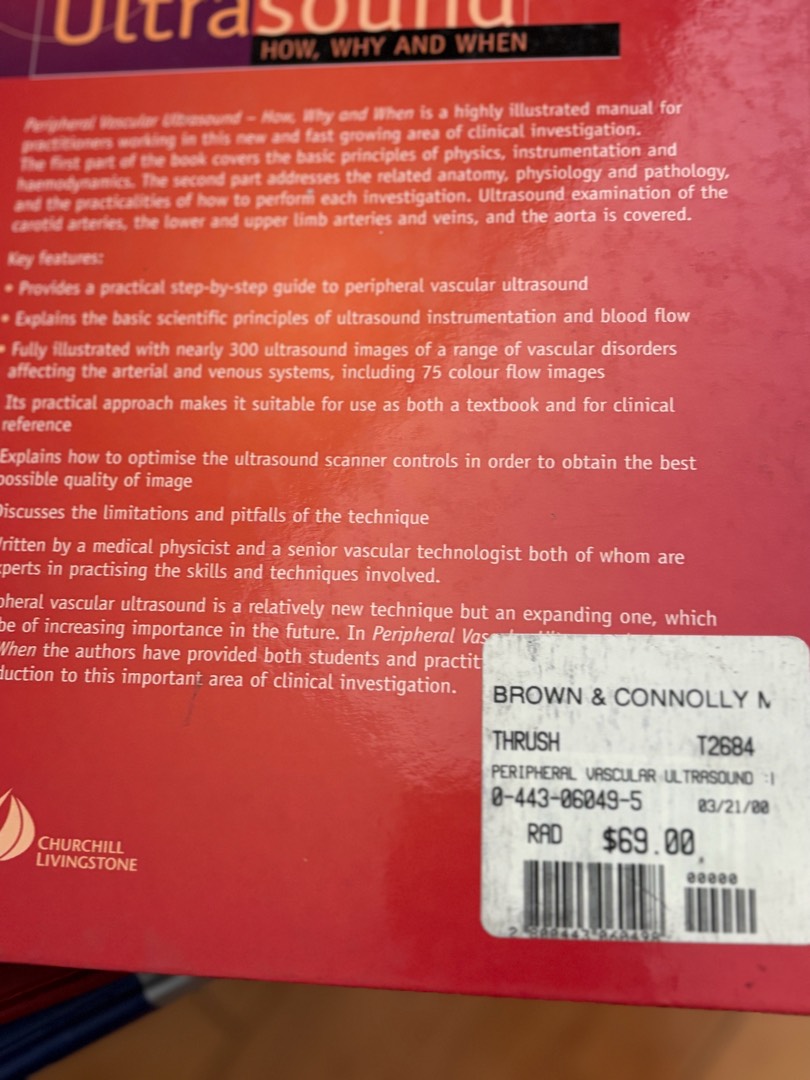 Ultrasound
HOW, WHY AND WHEN
Peripheral Vascular Ultrasound – How, Why and When is a highly illustrated manual for
practitioners working in this new and fast growing area of clinical investigation.
The first part of the book covers the basic principles of physics, instrumentation and
haemodynamics. The second part addresses the related anatomy, physiology and pathology,
and the practicalities of how to perform each investigation. Ultrasound examination of the
carotid arteries, the lower and upper limb arteries and veins, and the aorta is covered.
Key features:
• Provides a practical step-by-step guide to peripheral vascular ultrasound
• Explains the basic scientific principles of ultrasound instrumentation and blood flow
• Fully illustrated with nearly 300 ultrasound images of a range of vascular disorders
affecting the arterial and venous systems, including 75 colour flow images
Its practical approach makes it suitable for use as both a textbook and for clinical
reference
Explains how to optimise the ultrasound scanner controls in order to obtain the best
possible quality of image
Discusses the limitations and pitfalls of the technique
ritten by a medical physicist and a senior vascular technologist both of whom are
perts in practising the skills and techniques involved.
pheral vascular ultrasound is a relatively new technique but an expanding one, which
be of increasing importance in the future. In Peripheral Vas
When the authors have provided both students and practit
duction to this important area of clinical investigation.
BROWN & CONNOLLY M
THRUSH T2684
PERIPHERAL VASCULAR ULTRASOUND :
0-443-06049-5 03/21/00
RAD $69.00
00000
CHURCHILL
LIVINGSTONE